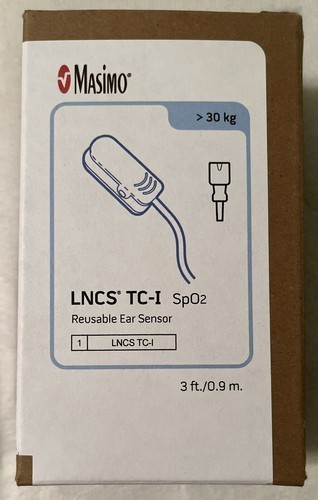 Masimo®
> 30 kg
LNCS® TC-I SpO2
Reusable Ear Sensor
1 LNCS TC-I
3 ft./0.9 m.